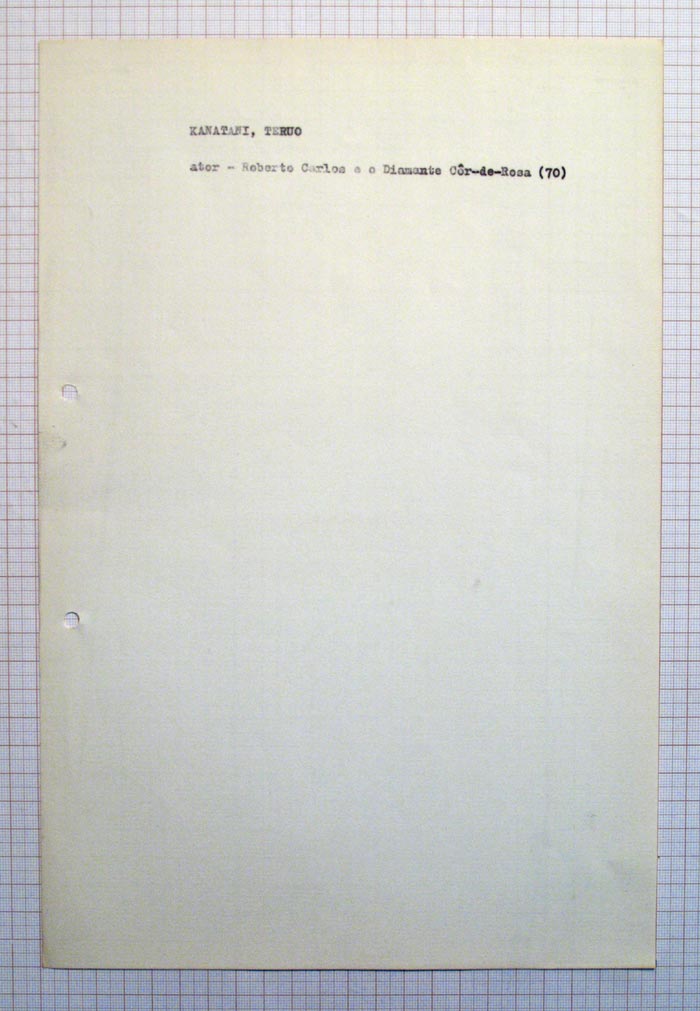 KANATANI, TERUO
ator - Roberto Carlos e o Diamante Côr-de-Rosa (70)